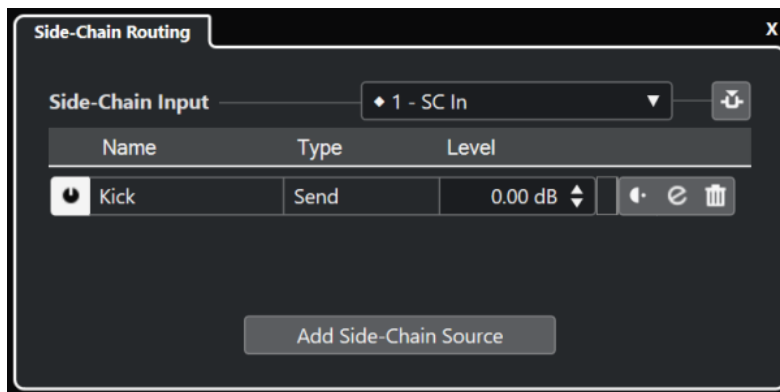 Side-Chain Routing X
Side-Chain Input 1 - SC In
Name Type Level
Kick Send 0.00 dB
Add Side-Chain Source